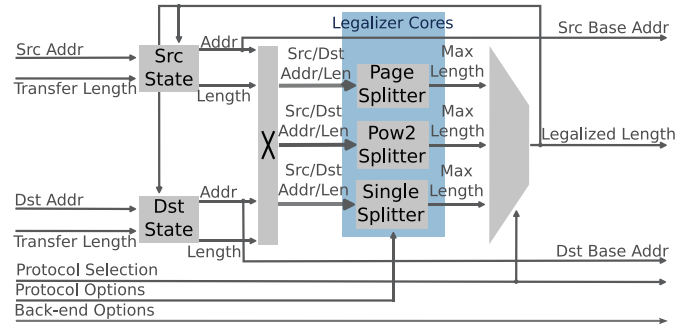 Legalizer Cores
Src Base Addr
Src Addr
Transfer Length
Src
State
Addr
Length
Src/Dst
Addr/Len
Page
Splitter
Max
Length
Src/Dst
Addr/Len
Pow2
Splitter
Max
Length
Legalized Length
Src/Dst
Addr/Len
Single
Splitter
Max
Length
Dst Addr
Transfer Length
Dst
State
Addr
Length
Dst Base Addr
Protocol Selection
Protocol Options
Back-end Options